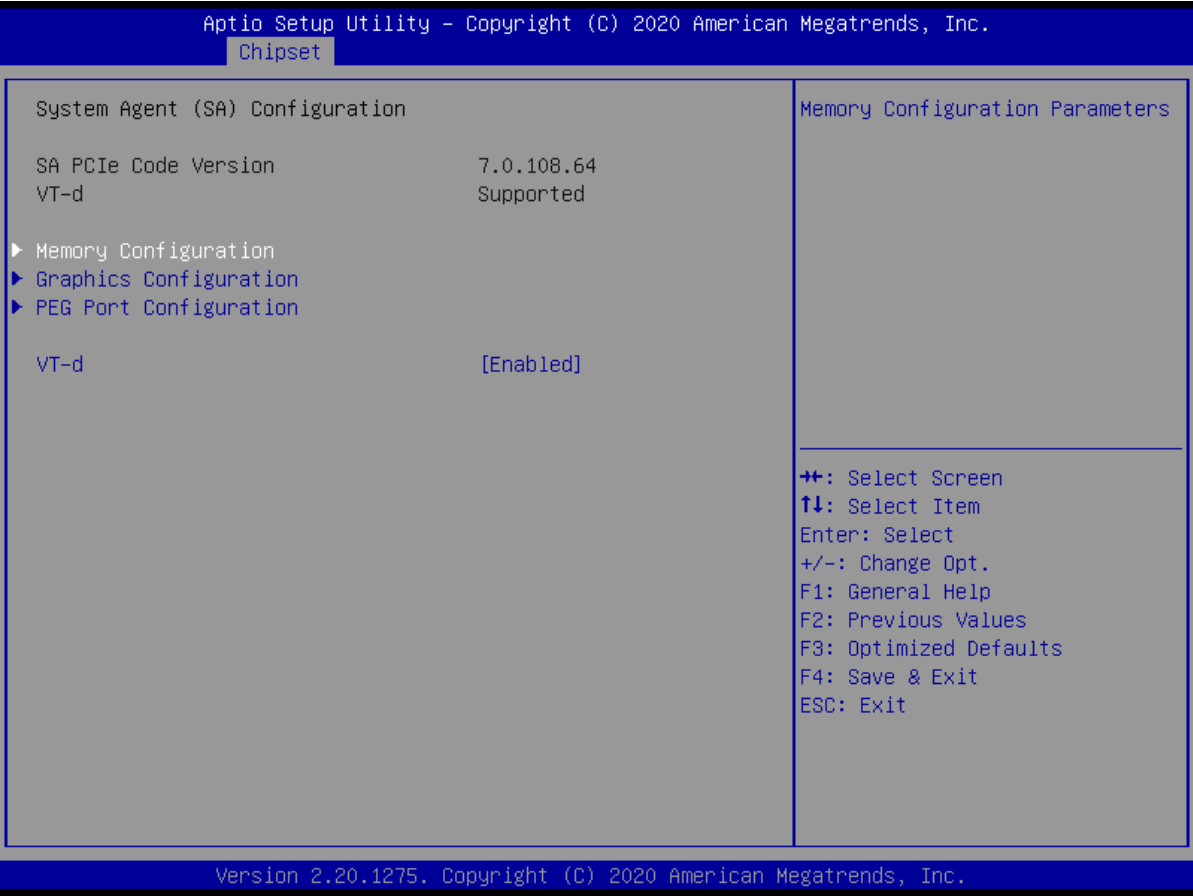 Aptio Setup Utility – Copyright (C) 2020 American Megatrends, Inc.
Chipset
System Agent (SA) Configuration
SA PCIe Code Version 7.0.108.64
VT-d Supported
Memory Configuration
Graphics Configuration
PEG Port Configuration
VT-d [Enabled]
Memory Configuration Parameters
→←: Select Screen
↑↓: Select Item
Enter: Select
+/-: Change Opt.
F1: General Help
F2: Previous Values
F3: Optimized Defaults
F4: Save & Exit
ESC: Exit
Version 2.20.1275. Copyright (C) 2020 American Megatrends, Inc.